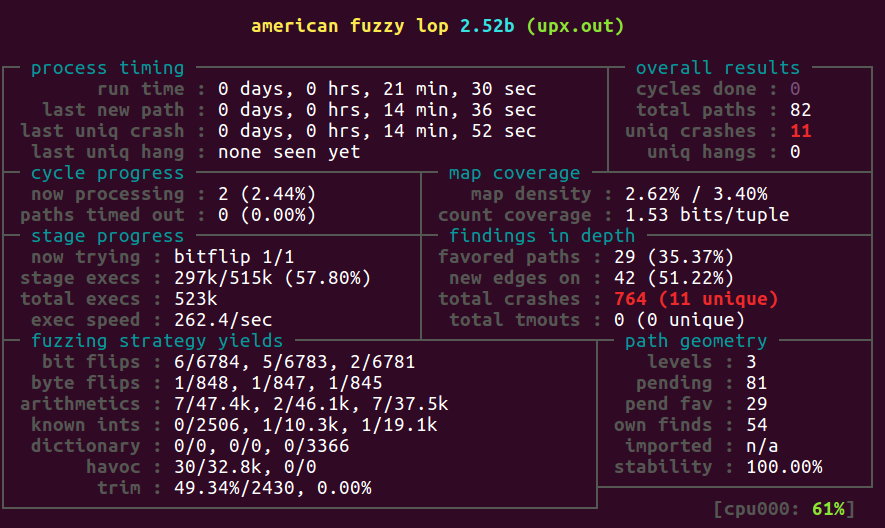 american fuzzy lop 2.52b (upx.out)
process timing overall results
run time : 0 days, 0 hrs, 21 min, 30 sec cycles done : 0
last new path : 0 days, 0 hrs, 14 min, 36 sec total paths : 82
last uniq crash : 0 days, 0 hrs, 14 min, 52 sec uniq crashes : 11
last uniq hang : none seen yet uniq hangs : 0
cycle progress map coverage
now processing : 2 (2.44%) map density : 2.62% / 3.40%
paths timed out : 0 (0.00%) count coverage : 1.53 bits/tuple
stage progress findings in depth
now trying : bitflip 1/1 favored paths : 29 (35.37%)
stage execs : 297k/515k (57.80%) new edges on : 42 (51.22%)
total execs : 523k total crashes : 764 (11 unique)
exec speed : 262.4/sec total tmouts : 0 (0 unique)
fuzzing strategy yields path geometry
bit flips : 6/6784, 5/6783, 2/6781 levels : 3
byte flips : 1/848, 1/847, 1/845 pending : 81
arithmetics : 7/47.4k, 2/46.1k, 7/37.5k pend fav : 29
known ints : 0/2506, 1/10.3k, 1/19.1k own finds : 54
dictionary : 0/0, 0/0, 0/3366 imported : n/a
havoc : 30/32.8k, 0/0 stability : 100.00%
trim : 49.34%/2430, 0.00%
[cpu000: 61%]